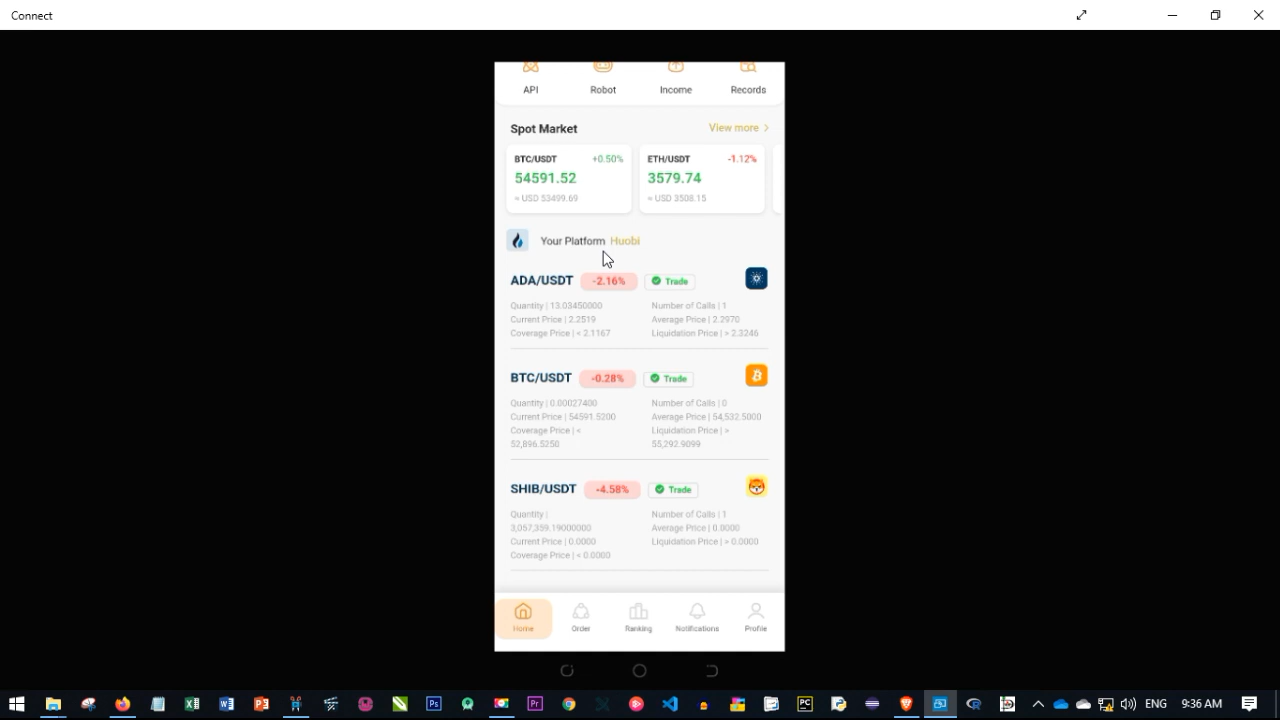 Connect
API Robot Income Records
Spot Market View more
BTC/USDT +0.50% ETH/USDT -1.12%
54591.52 3579.74
≈ USD 53499.69 ≈ USD 3508.15
Your Platform Huobi
ADA/USDT -2.16% Trade
Quantity | 13.03450000 Number of Calls | 1
Current Price | 2.2519 Average Price | 2.2970
Coverage Price | < 2.1167 Liquidation Price | > 2.3246
BTC/USDT -0.28% Trade
Quantity | 0.00027400 Number of Calls | 0
Current Price | 54591.5200 Average Price | 54,532.5000
Coverage Price | < Liquidation Price | >
52,896.5250 55,292.9099
SHIB/USDT -4.58% Trade
Quantity | Number of Calls | 1
3,057,359.19000000 Average Price | 0.0000
Current Price | 0.0000 Liquidation Price | > 0.0000
Coverage Price | < 0.0000
Home Order Ranking Notifications Profile
ENG 9:36 AM